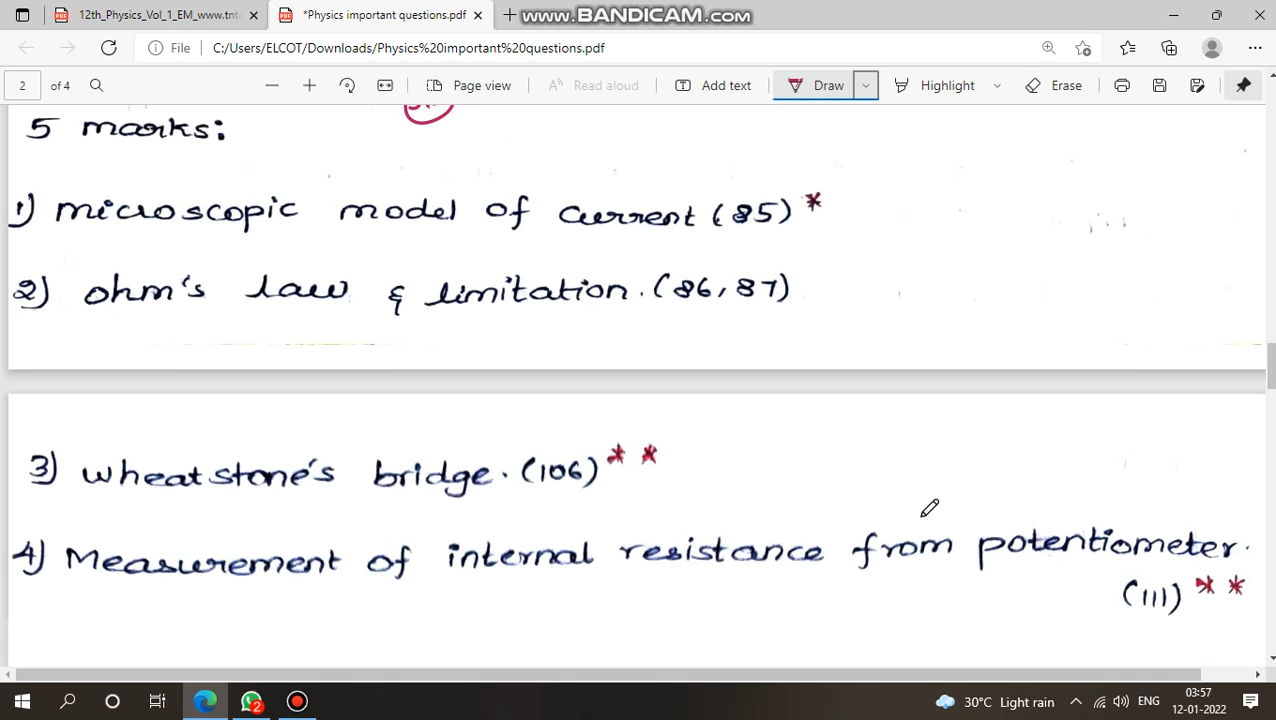 12th_Physics_Vol_1_EM_www.tnt
*Physics important questions.pdf
www.BANDICAM.com
File
C:/Users/ELCOT/Downloads/Physics%20important%20questions.pdf
2 of 4
Page view
Read aloud
Add text
Draw
Highlight
Erase
5 marks:
1) microscopic model of current (85) *
2) ohm's law & limitation. (86, 87)
3) wheatstone's bridge. (106) * *
4) Measurement of internal resistance from potentiometer.
(111) * *
2
30°C Light rain
ENG
03:57
12-01-2022